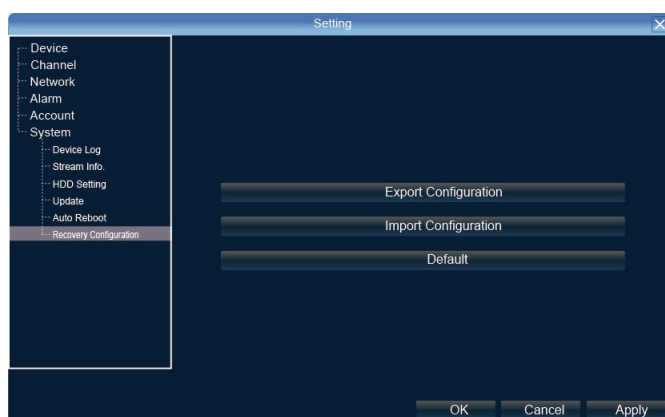 Setting
Device
Channel
Network
Alarm
Account
System
Device Log
Stream Info.
HDD Setting
Update
Auto Reboot
Recovery Configuration
Export Configuration
Import Configuration
Default
OK Cancel Apply